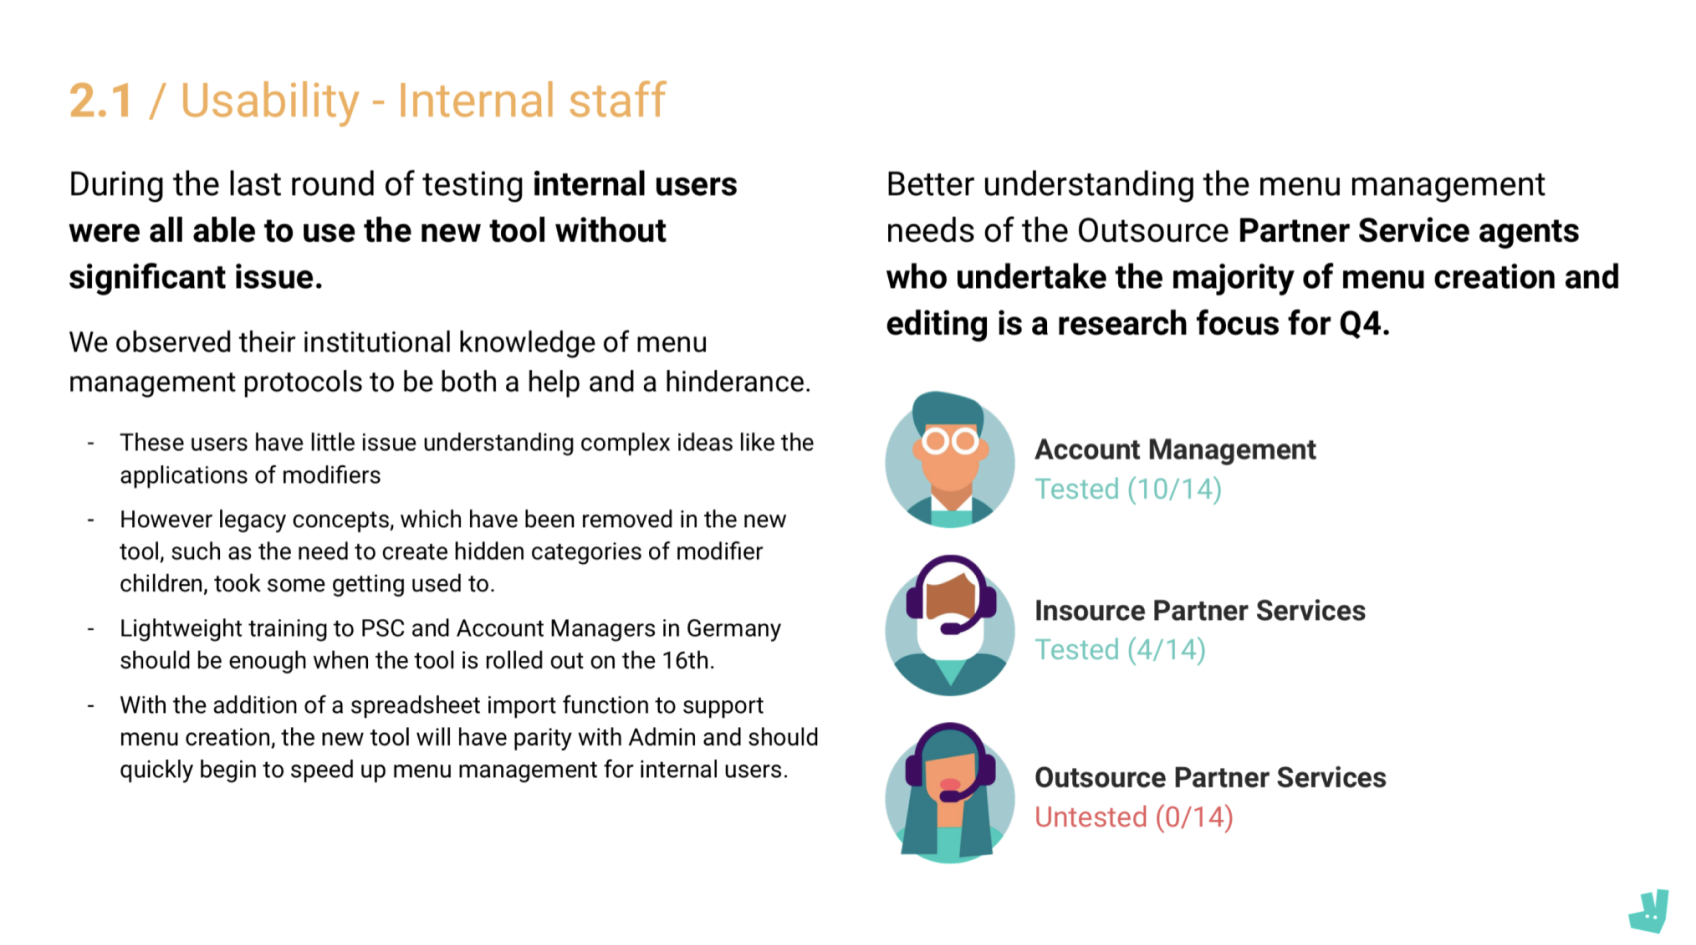 2.1 / Usability - Internal staff
During the last round of testing internal users
were all able to use the new tool without
significant issue.
We observed their institutional knowledge of menu
management protocols to be both a help and a hinderance.
- These users have little issue understanding complex ideas like the
applications of modifiers
- However legacy concepts, which have been removed in the new
tool, such as the need to create hidden categories of modifier
children, took some getting used to.
- Lightweight training to PSC and Account Managers in Germany
should be enough when the tool is rolled out on the 16th.
- With the addition of a spreadsheet import function to support
menu creation, the new tool will have parity with Admin and should
quickly begin to speed up menu management for internal users.
Better understanding the menu management
needs of the Outsource Partner Service agents
who undertake the majority of menu creation and
editing is a research focus for Q4.
Account Management
Tested (10/14)
Insource Partner Services
Tested (4/14)
Outsource Partner Services
Untested (0/14)